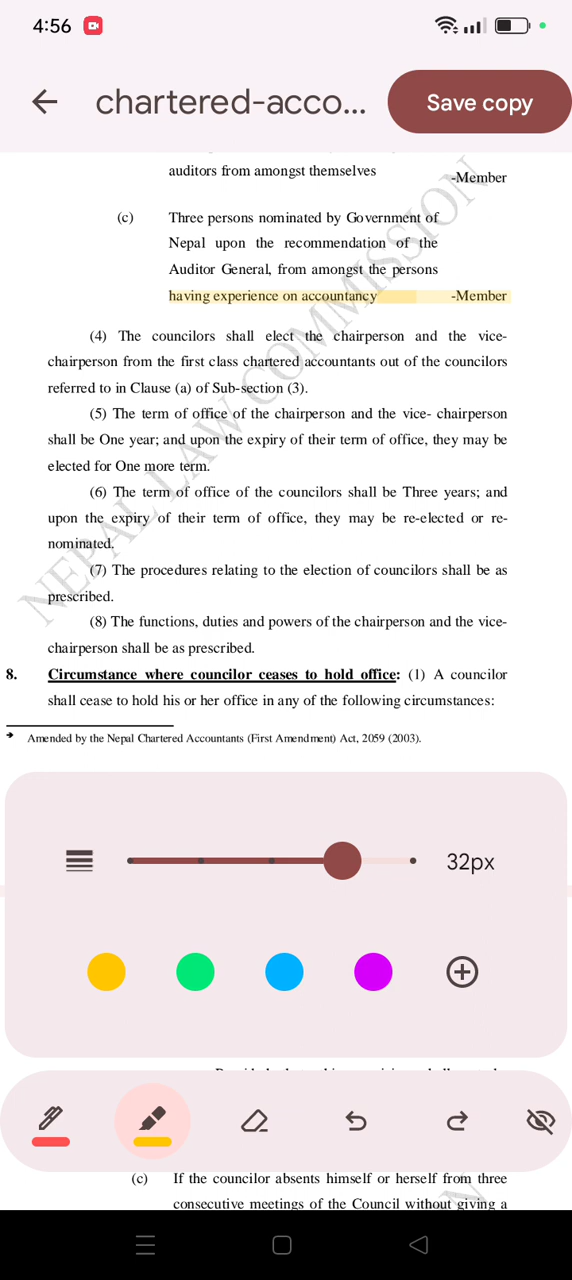 4:56
chartered-acco...
Save copy
auditors from amongst themselves
-Member
(c) Three persons nominated by Government of
Nepal upon the recommendation of the
Auditor General, from amongst the persons
having experience on accountancy -Member
(4) The councilors shall elect the chairperson and the vice-
chairperson from the first class chartered accountants out of the councilors
referred to in Clause (a) of Sub-section (3).
(5) The term of office of the chairperson and the vice- chairperson
shall be One year; and upon the expiry of their term of office, they may be
elected for One more term.
(6) The term of office of the councilors shall be Three years; and
upon the expiry of their term of office, they may be re-elected or re-
nominated.
(7) The procedures relating to the election of councilors shall be as
prescribed.
(8) The functions, duties and powers of the chairperson and the vice-
chairperson shall be as prescribed.
8. Circumstance where councilor ceases to hold office: (1) A councilor
shall cease to hold his or her office in any of the following circumstances:
Amended by the Nepal Chartered Accountants (First Amendment) Act, 2059 (2003).
NEPAL LAW COMMISSION
32px
(c) If the councilor absents himself or herself from three
consecutive meetings of the Council without giving a